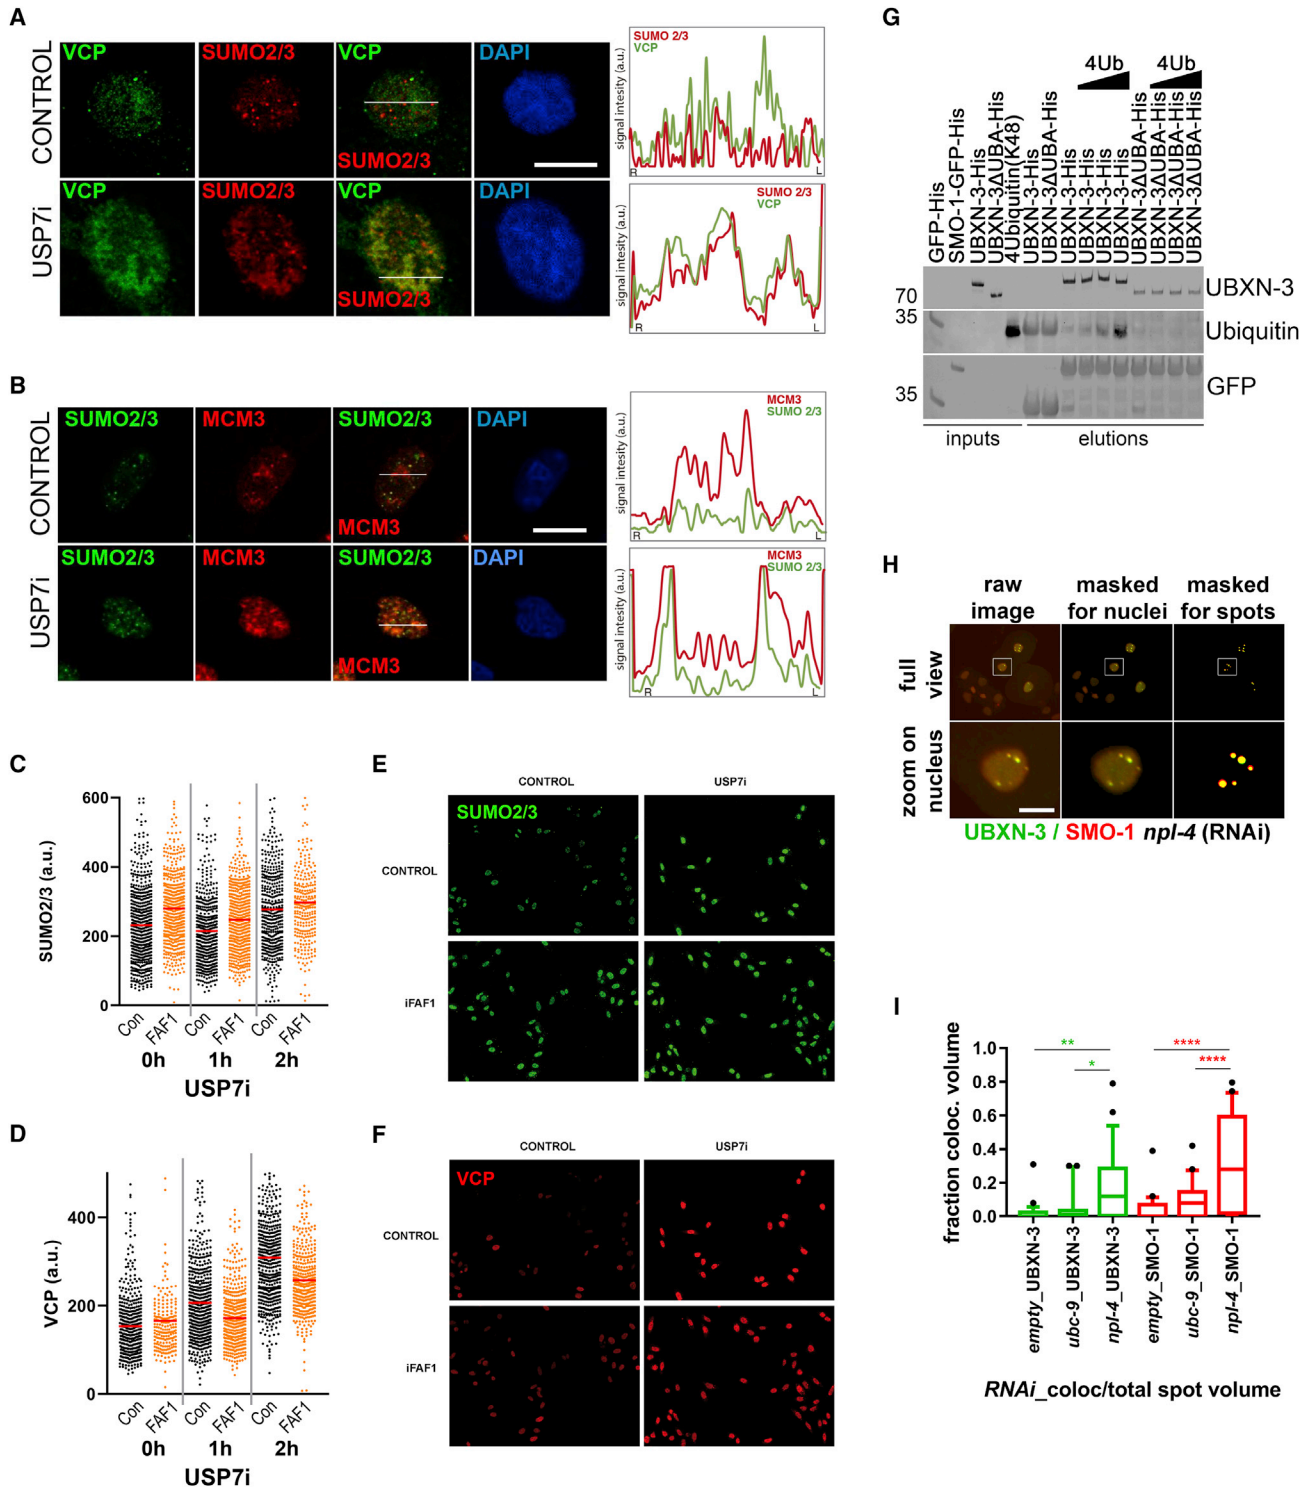 A
CONTROL
USP7i
VCP
SUMO2/3
VCP
SUMO2/3
DAPI
VCP
SUMO2/3
VCP
SUMO2/3
DAPI
signal intesity (a.u.)
SUMO 2/3
VCP
R
L
signal intesity (a.u.)
SUMO 2/3
VCP
R
L
B
CONTROL
USP7i
SUMO2/3
MCM3
SUMO2/3
MCM3
DAPI
SUMO2/3
MCM3
SUMO2/3
MCM3
DAPI
signal intesity (a.u.)
MCM3
SUMO 2/3
R
L
signal intesity (a.u.)
MCM3
SUMO 2/3
R
L
C
SUMO2/3 (a.u.)
600
400
200
0
Con
FAF1
Con
FAF1
Con
FAF1
0h
1h
2h
USP7i
D
VCP (a.u.)
400
200
0
Con
FAF1
Con
FAF1
Con
FAF1
0h
1h
2h
USP7i
E
CONTROL
USP7i
SUMO2/3
CONTROL
iFAF1
F
CONTROL
USP7i
VCP
CONTROL
iFAF1
G
4Ub
4Ub
GFP-His
SMO-1-GFP-His
UBXN-3-His
UBXN-3ΔUBA-His
4Ubiquitin(K48)
UBXN-3-His
UBXN-3ΔUBA-His
UBXN-3-His
UBXN-3-His
UBXN-3-His
UBXN-3-His
UBXN-3ΔUBA-His
UBXN-3ΔUBA-His
UBXN-3ΔUBA-His
UBXN-3ΔUBA-His
70
35
35
UBXN-3
Ubiquitin
GFP
inputs
elutions
H
raw image
masked for nuclei
masked for spots
full view
zoom on nucleus
UBXN-3 / SMO-1 npl-4 (RNAi)
I
fraction coloc. volume
1.0
0.8
0.6
0.4
0.2
0.0
**
*
****
****
empty_UBXN-3
ubc-9_UBXN-3
npl-4_UBXN-3
empty_SMO-1
ubc-9_SMO-1
npl-4_SMO-1
RNAi_coloc/total spot volume